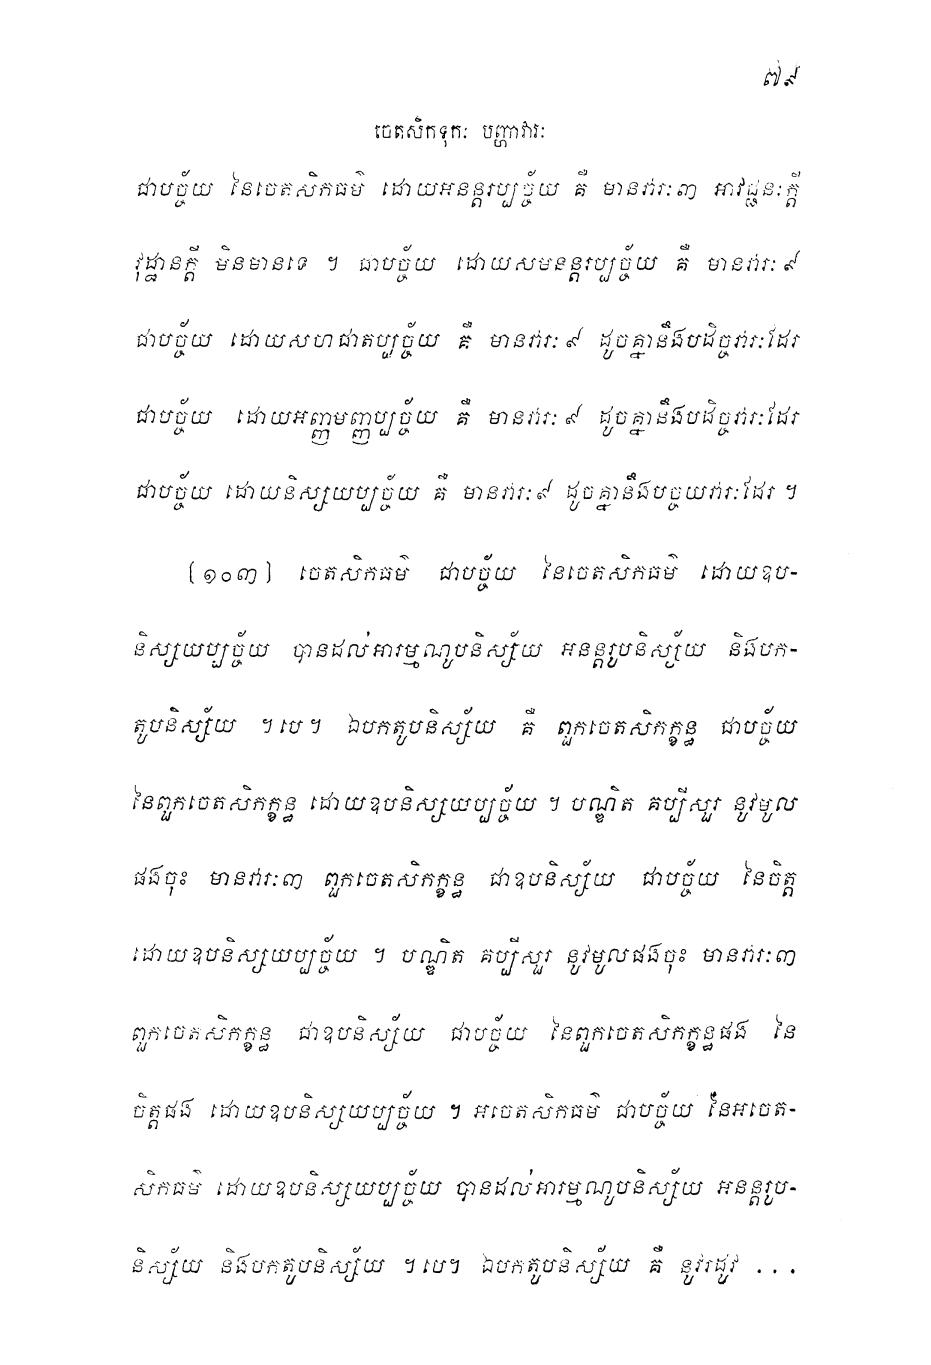 ៧៩
ចេតសិកទុកៈ បញ្ហាវារៈ
ជាបច្ច័យ នៃចេតសិកធម៌ ដោយអនន្តរប្បច្ច័យ គឺ មានវារៈ៣ អាវជ្ជនៈក្តី
វុដ្ឋានក្តី មិនមានទេ ។ ជាបច្ច័យ ដោយសមនន្តរប្បច្ច័យ គឺ មានវារៈ ៩
ជាបច្ច័យ ដោយសហជាតប្បច្ច័យ គឺ មានវារៈ ៩ ដូចគ្នានឹងបដិច្ចវារៈដែរ
ជាបច្ច័យ ដោយអញ្ញមញ្ញប្បច្ច័យ គឺ មានវារៈ ៩ ដូចគ្នានឹងបដិច្ចវារៈដែរ
ជាបច្ច័យ ដោយនិស្សយប្បច្ច័យ គឺ មានវារៈ៩ ដូចគ្នានឹងបច្ចយវារៈដែរ ។
[១០៣] ចេតសិកធម៌ ជាបច្ច័យ នៃចេតសិកធម៌ ដោយឧប-
និស្សយប្បច្ច័យ បានដល់អារម្មណូបនិស្ស័យ អនន្តរូបនិស្ស័យ និងបក-
តូបនិស្ស័យ ។បេ។ ឯបកតូបនិស្ស័យ គឺ ពួកចេតសិកក្ខន្ធ ជាបច្ច័យ
នៃពួកចេតសិកក្ខន្ធ ដោយឧបនិស្សយប្បច្ច័យ ។ បណ្ឌិត គប្បីសួរ នូវមូល
ផងចុះ មានវារៈ៣ ពួកចេតសិកក្ខន្ធ ជាឧបនិស្ស័យ ជាបច្ច័យ នៃចិត្ត
ដោយឧបនិស្សយប្បច្ច័យ ។ បណ្ឌិត គប្បីសួរ នូវមូលផងចុះ មានវារៈ៣
ពួកចេតសិកក្ខន្ធ ជាឧបនិស្ស័យ ជាបច្ច័យ នៃពួកចេតសិកក្ខន្ធផង នៃ
ចិត្តផង ដោយឧបនិស្សយប្បច្ច័យ ។ អចេតសិកធម៌ ជាបច្ច័យ នៃអចេត-
សិកធម៌ ដោយឧបនិស្សយប្បច្ច័យ បានដល់អារម្មណូបនិស្ស័យ អនន្តរូប-
និស្ស័យ និងបកតូបនិស្ស័យ ។បេ។ ឯបកតូបនិស្ស័យ គឺ នូវរដូវ ...